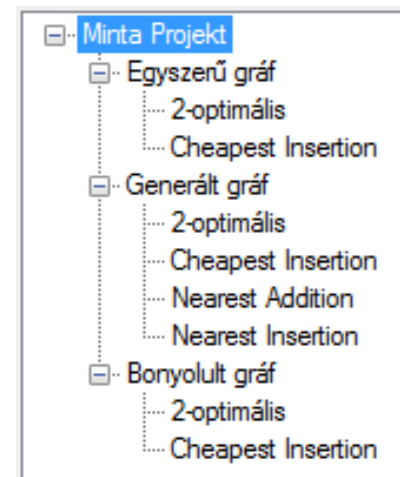 Minta Projekt
Egyszerű gráf
2-optimális
Cheapest Insertion
Generált gráf
2-optimális
Cheapest Insertion
Nearest Addition
Nearest Insertion
Bonyolult gráf
2-optimális
Cheapest Insertion